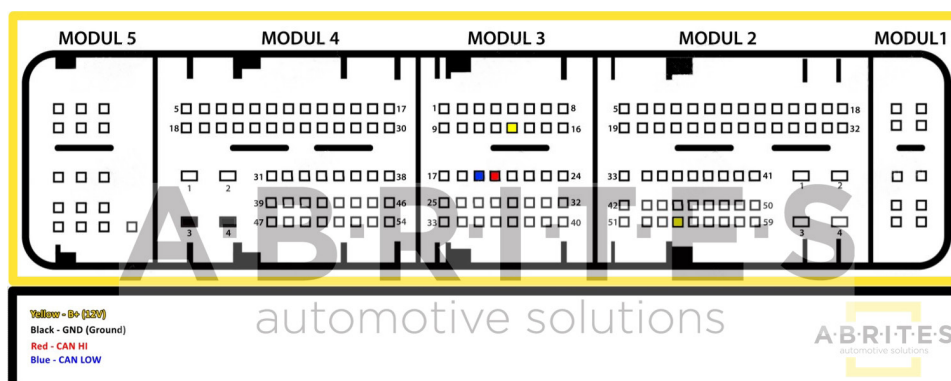 MODUL 5 MODUL 4 MODUL 3 MODUL 2 MODUL1
5 17 1 8 5 18
18 30 9 16 19 32
31 38 17 24 33 41
1 2 1 2
39 46 25 32 42 50
47 54 33 40 51 59
3 4 3 4
A·B·R·I·T·E·S
automotive solutions
Yellow - B+ (12V)
Black - GND (Ground)
Red - CAN HI
Blue - CAN LOW
A·B·R·I·T·E·S
automotive solutions